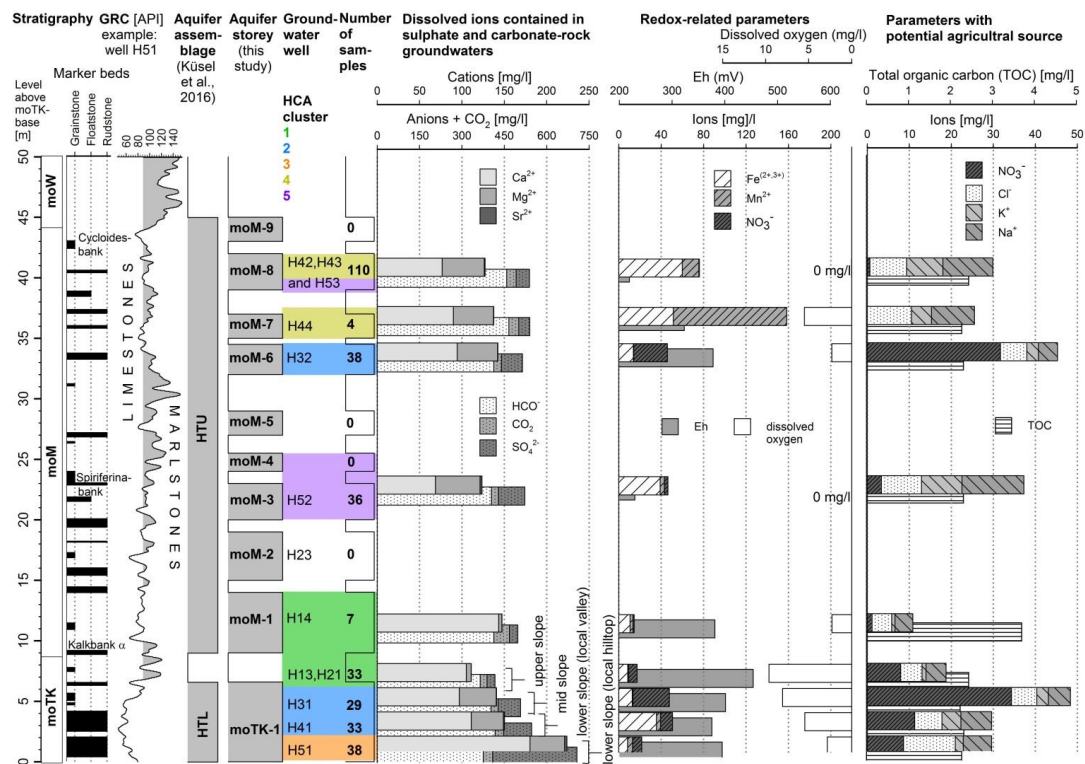 Stratigraphy
GRC [API]
example:
well H51
Aquifer
assem-
blage
(Küsel
et al.,
2016)
Aquifer
storey
(this
study)
Ground-
water
well
HCA
cluster
1
2
3
4
5
Number
of
sam-
ples
Dissolved ions contained in
sulphate and carbonate-rock
groundwaters
Redox-related parameters
Parameters with
potential agricultral source
Marker beds
Level
above
moTK-
base
[m]
Grainstone
Floatstone
Rudstone
60
80
100
120
140
Cations [mg/l]
0 50 100 150 200 250
Anions + CO2 [mg/l]
0 150 300 450 600 750
Dissolved oxygen (mg/l)
15 10 5 0
Eh (mV)
200 300 400 500 600
Ions [mg]/l
0 40 80 120 160 200
Total organic carbon (TOC) [mg/l]
0 1 2 3 4 5
Ions [mg/l]
0 10 20 30 40 50
Ca2+
Mg2+
Sr2+
Fe(2+,3+)
Mn2+
NO3-
NO3-
Cl-
K+
Na+
50
45
40
35
30
25
20
15
10
5
0
moW
moM
moTK
Cycloides-
bank
Spiriferina-
bank
Kalkbank α
LIMESTONES
MARLSTONES
HTU
HTL
moM-9 0
moM-8 H42,H43 110
and H53
0 mg/l
moM-7 H44 4
moM-6 H32 38
moM-5 0
HCO-
CO2
SO42-
Eh
dissolved
oxygen
TOC
moM-4 0
moM-3 H52 36
0 mg/l
moM-2 H23 0
moM-1 H14 7
H13,H21 33
H31 29
moTK-1 H41 33
H51 38
upper slope
mid slope
lower slope (local valley)
lower slope (local hilltop)